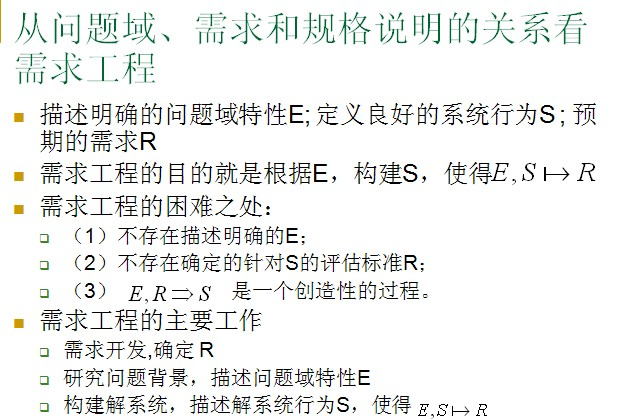 从问题域、需求和规格说明的关系看
需求工程
描述明确的问题域特性E; 定义良好的系统行为S ; 预
期的需求R
需求工程的目的就是根据E，构建S，使得E, S ↦ R
需求工程的困难之处：
（1）不存在描述明确的E；
（2）不存在确定的针对S的评估标准R；
（3） E, R ⇒ S 是一个创造性的过程。
需求工程的主要工作
需求开发,确定 R
研究问题背景，描述问题域特性E
构建解系统，描述解系统行为S，使得 E,S ↦ R